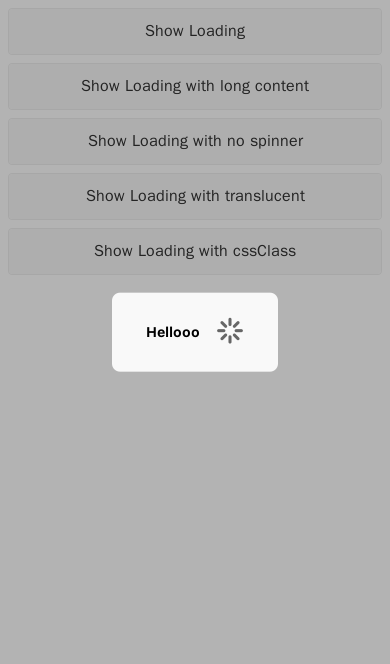 Show Loading
Show Loading with long content
Show Loading with no spinner
Show Loading with translucent
Show Loading with cssClass
Hellooo